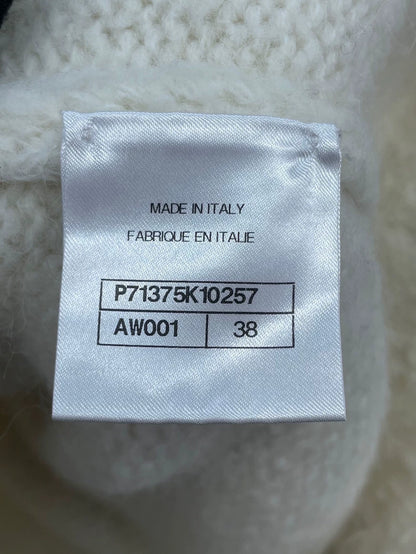 MADE IN ITALY
FABRIQUE EN ITALIE
P71375K10257
AW001 38